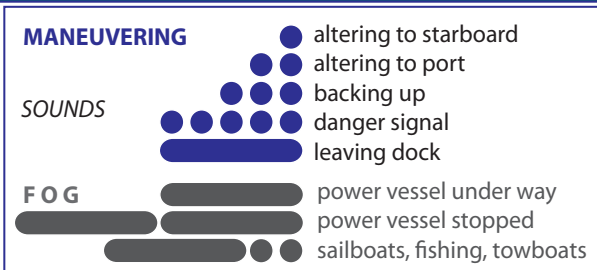 MANEUVERING altering to starboard
altering to port
backing up
SOUNDS
danger signal
leaving dock
FOG power vessel under way
power vessel stopped
sailboats, fishing, towboats